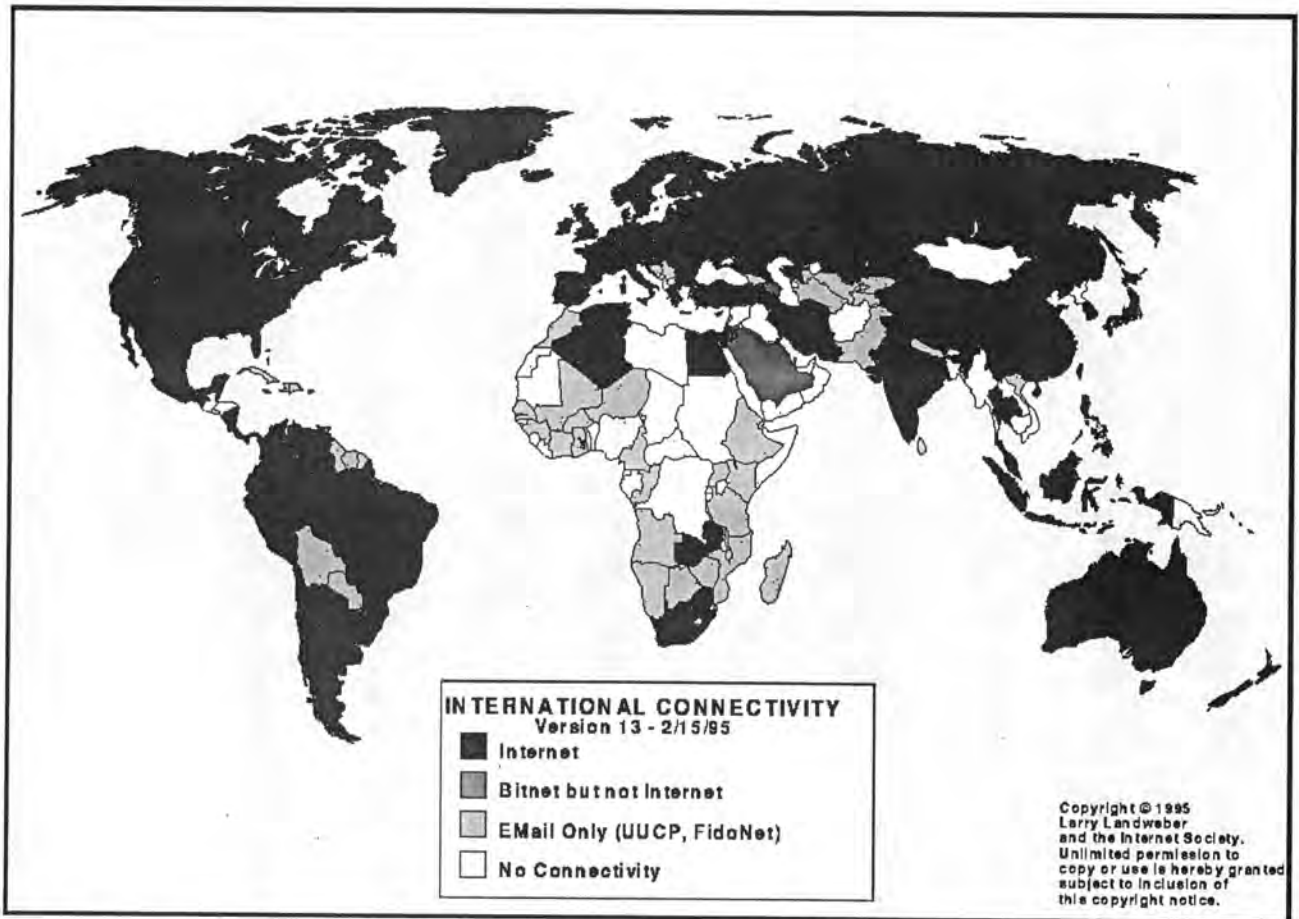 INTERNATIONAL CONNECTIVITY
Version 13 - 2/15/95
Internet
Bitnet but not Internet
EMail Only (UUCP, FidoNet)
No Connectivity
Copyright © 1995
Larry Landweber
and the Internet Society.
Unlimited permission to
copy or use is hereby granted
subject to inclusion of
this copyright notice.